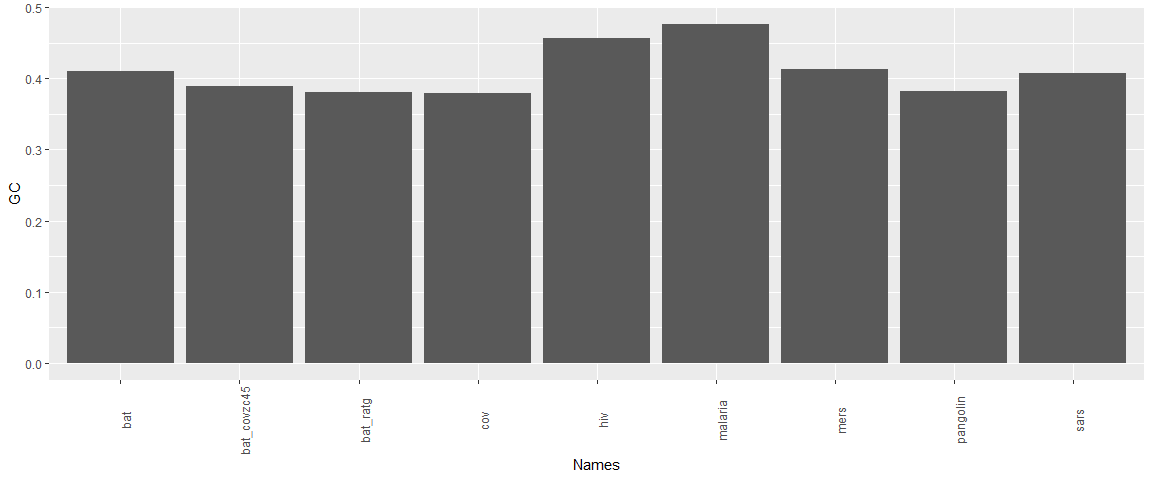 0.5
0.4
0.3
0.2
0.1
0.0
GC
bat
bat_covzc45
bat_ratg
cov
hiv
malaria
mers
pangolin
sars
Names